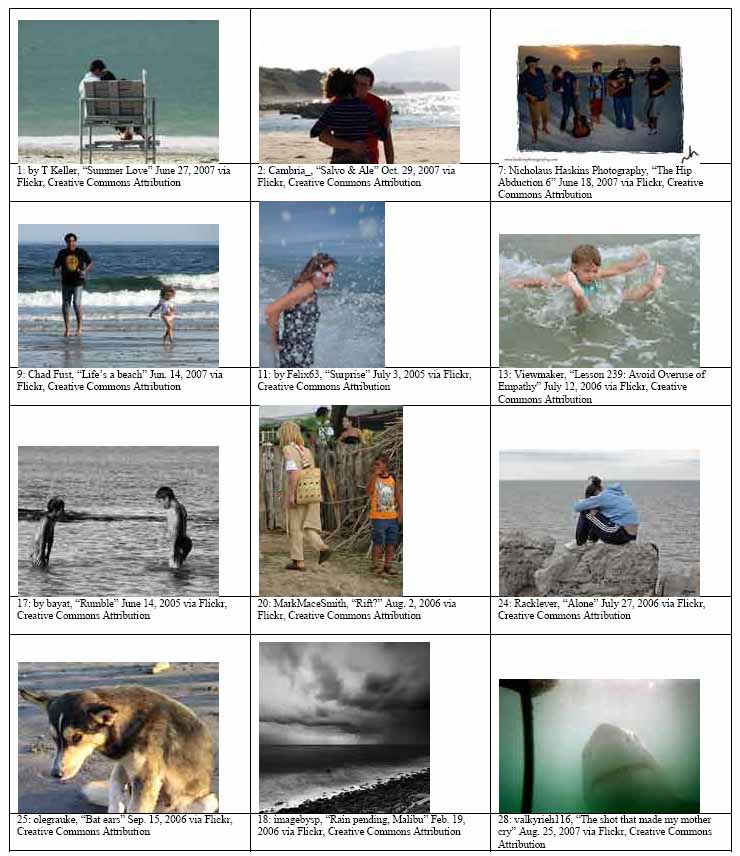 www.haskinsphotography.com
nh
1: by T Keller, “Summer Love” June 27, 2007 via
Flickr, Creative Commons Attribution
2: Cambria_, “Salvo & Ale” Oct. 29, 2007 via
Flickr, Creative Commons Attribution
7: Nicholaus Haskins Photography, “The Hip
Abduction 6” June 18, 2007 via Flickr, Creative
Commons Attribution
9: Chad Fust, “Life’s a beach” Jun. 14, 2007 via
Flickr, Creative Commons Attribution
11: by Felix63, “Surprise” July 3, 2005 via Flickr,
Creative Commons Attribution
13: Viewmaker, “Lesson 239: Avoid Overuse of
Empathy” July 12, 2006 via Flickr, Creative
Commons Attribution
17: by bayat, “Rumble” June 14, 2005 via Flickr,
Creative Commons Attribution
20: MarkMaceSmith, “Rift?” Aug. 2, 2006 via
Flickr, Creative Commons Attribution
24: Racklever, “Alone” July 27, 2006 via Flickr,
Creative Commons Attribution
25: olegrauke, “Bat ears” Sep. 15, 2006 via Flickr,
Creative Commons Attribution
18: imagebysp, “Rain pending, Malibu” Feb. 19,
2006 via Flickr, Creative Commons Attribution
28: valkyrieh116, “The shot that made my mother
cry” Aug. 25, 2007 via Flickr, Creative Commons
Attribution